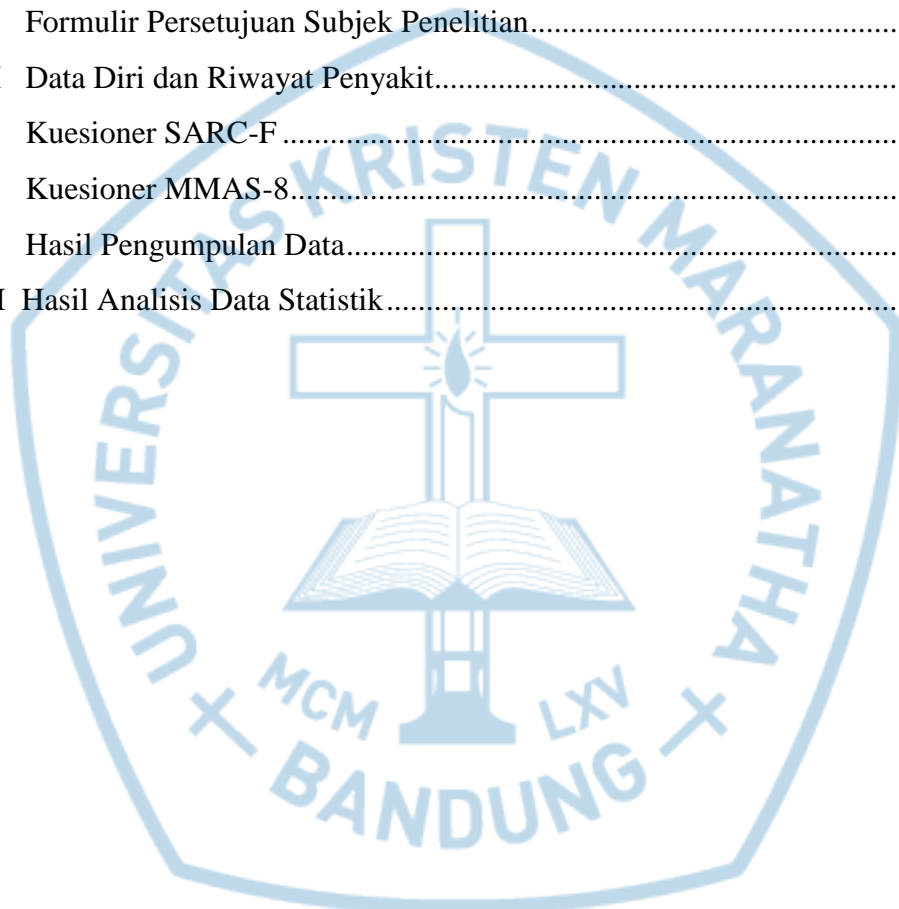 Formulir Persetujuan Subjek Penelitian................................................
I Data Diri dan Riwayat Penyakit.........................................................
Kuesioner SARC-F ...........................................................................
Kuesioner MMAS-8..........................................................................
Hasil Pengumpulan Data....................................................................
I Hasil Analisis Data Statistik..............................................................
UNIVERSITAS KRISTEN MARANATHA
MCM LXV
BANDUNG